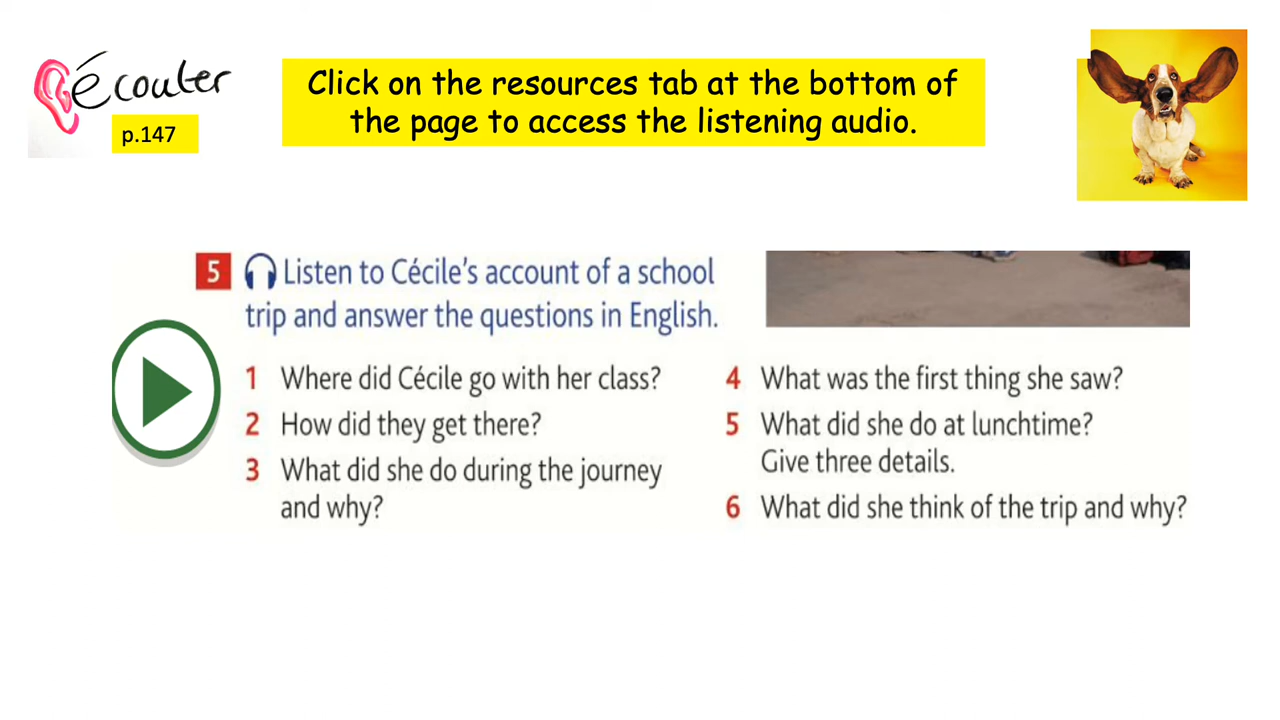 écouter
p.147
Click on the resources tab at the bottom of
the page to access the listening audio.
5 Listen to Cécile's account of a school
trip and answer the questions in English.
1 Where did Cécile go with her class?
2 How did they get there?
3 What did she do during the journey
and why?
4 What was the first thing she saw?
5 What did she do at lunchtime?
Give three details.
6 What did she think of the trip and why?